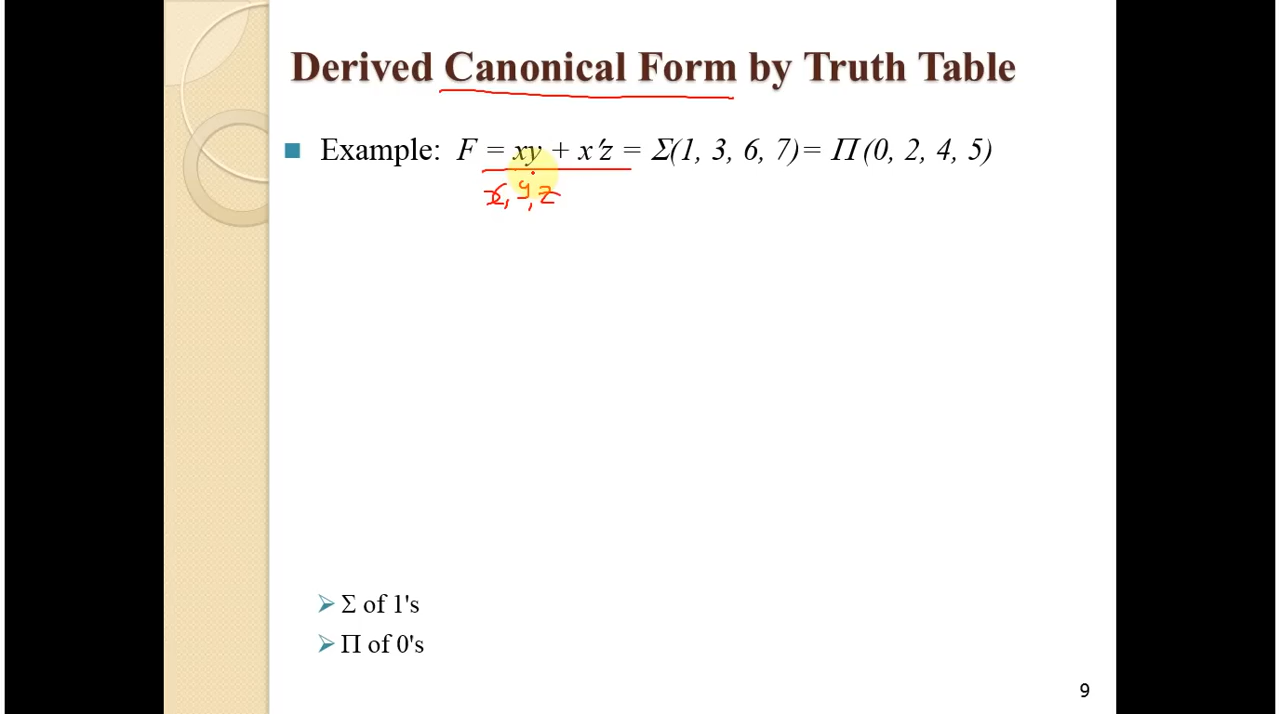 Derived Canonical Form by Truth Table
Example: F = xy + x′z = Σ(1, 3, 6, 7)= Π (0, 2, 4, 5)
x, y, z
Σ of 1's
Π of 0's
9